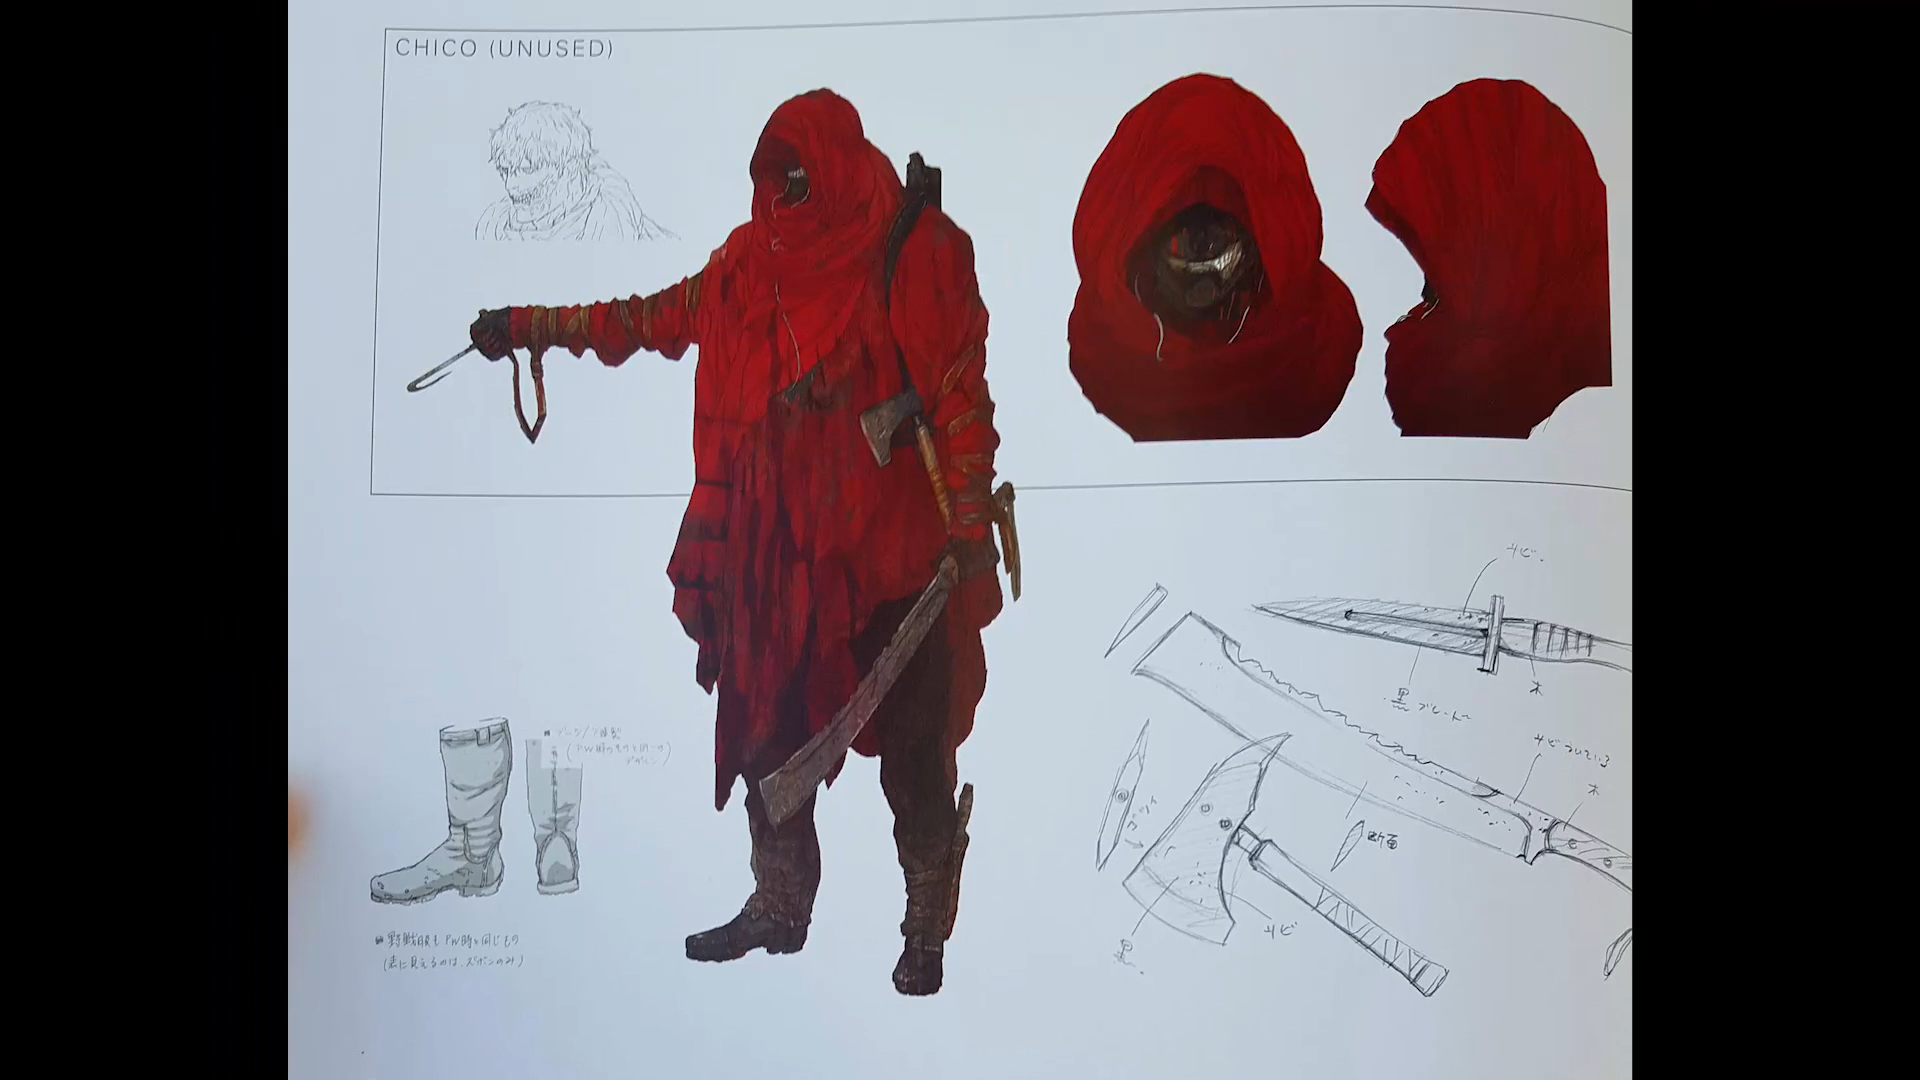 CHICO (UNUSED)
サビ
木
黒 ブレード
サビういている
木
断面
サビ
黒
野戦服もPW時と同じもの
(表に見えるのは、ズボンのみ)